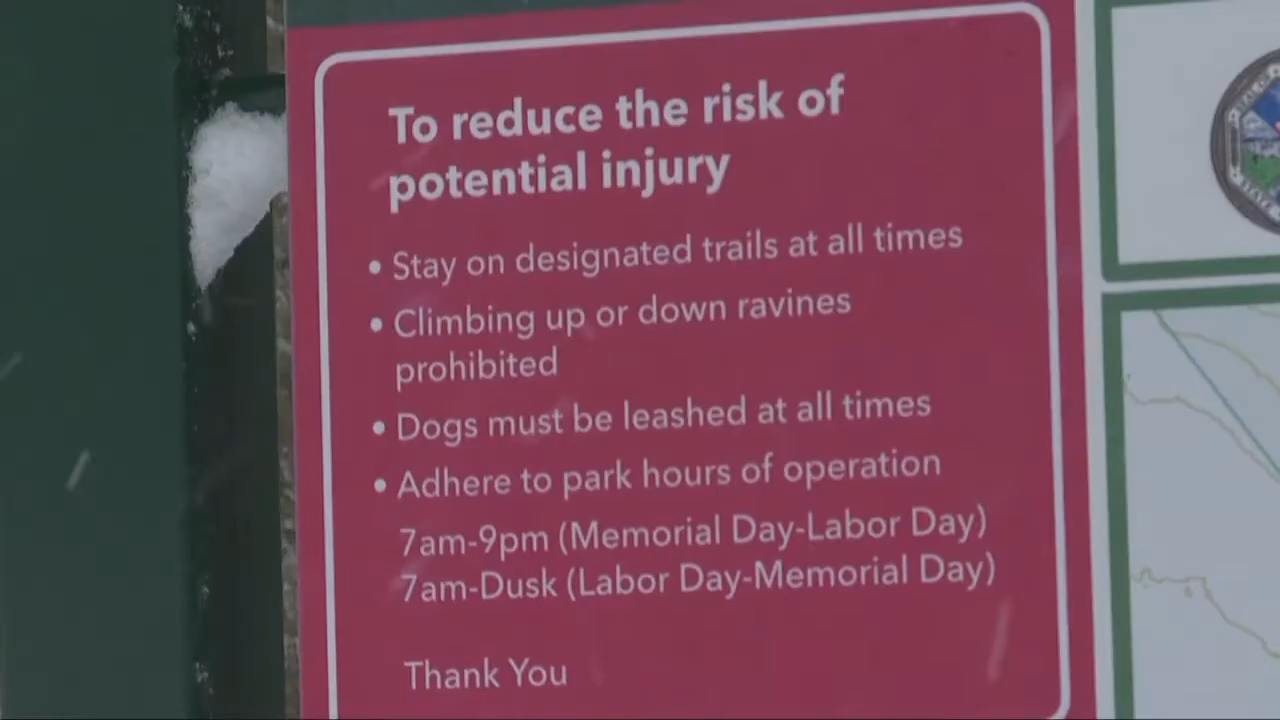 To reduce the risk of
potential injury
• Stay on designated trails at all times
• Climbing up or down ravines
prohibited
• Dogs must be leashed at all times
• Adhere to park hours of operation
7am-9pm (Memorial Day-Labor Day)
7am-Dusk (Labor Day-Memorial Day)
Thank You